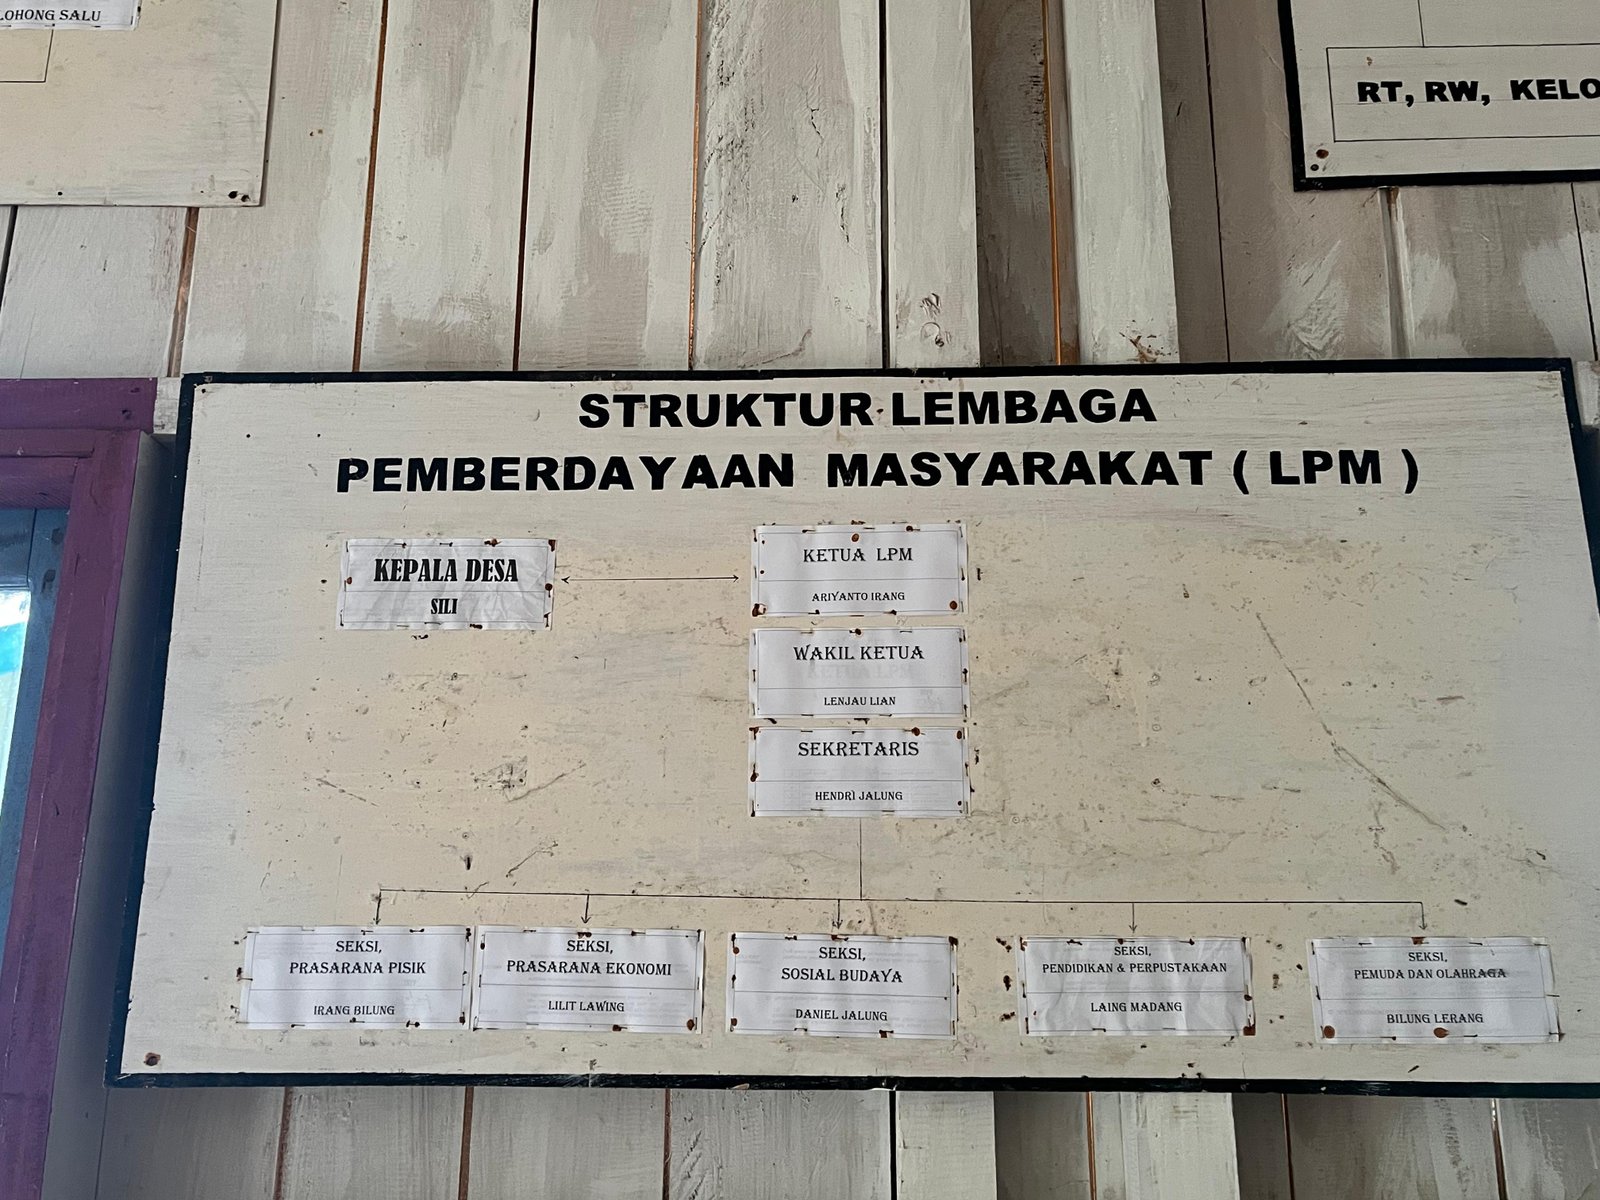 LOHONG SALU
RT, RW, KELO
STRUKTUR LEMBAGA
PEMBERDAYAAN MASYARAKAT ( LPM )
KEPALA DESA
SILI
KETUA LPM
ARIYANTO IRANG
WAKIL KETUA
LENJAU LIAN
SEKRETARIS
HENDRI JALUNG
SEKSI,
PRASARANA PISIK
IRANG BILUNG
SEKSI,
PRASARANA EKONOMI
LILIT LAWING
SEKSI,
SOSIAL BUDAYA
DANIEL JALUNG
SEKSI,
PENDIDIKAN & PERPUSTAKAAN
LAING MADANG
SEKSI,
PEMUDA DAN OLAHRAGA
BILUNG LERANG